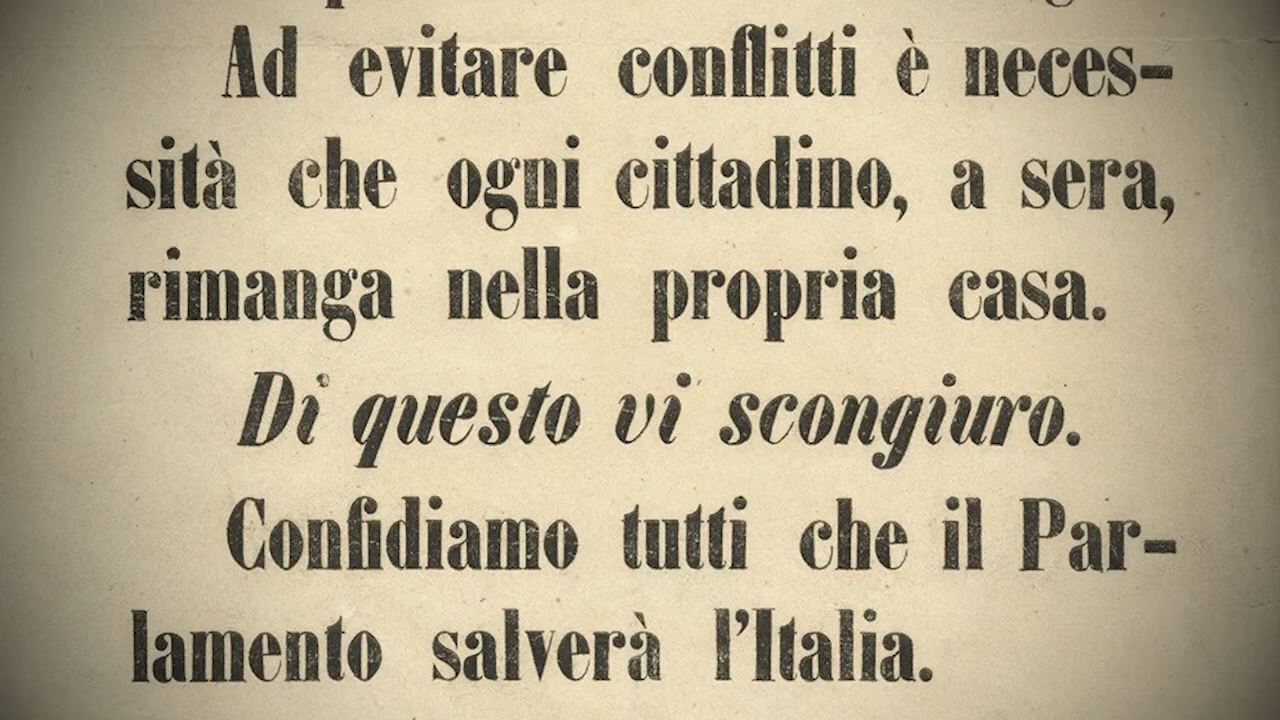 Ad evitare conflitti è neces-
sità che ogni cittadino, a sera,
rimanga nella propria casa.
Di questo vi scongiuro.
Confidiamo tutti che il Par-
lamento salverà l'Italia.